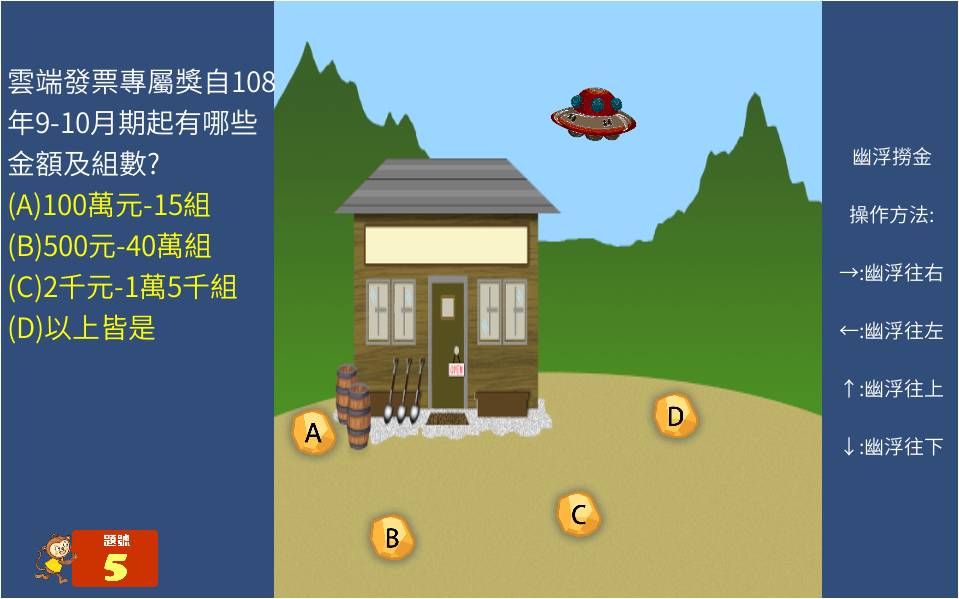 雲端發票專屬獎自108
年9-10月期起有哪些
金額及組數?
(A)100萬元-15組
(B)500元-40萬組
(C)2千元-1萬5千組
(D)以上皆是
題號
5
OPEN
A
B
C
D
幽浮撈金
操作方法:
→:幽浮往右
←:幽浮往左
↑:幽浮往上
↓:幽浮往下